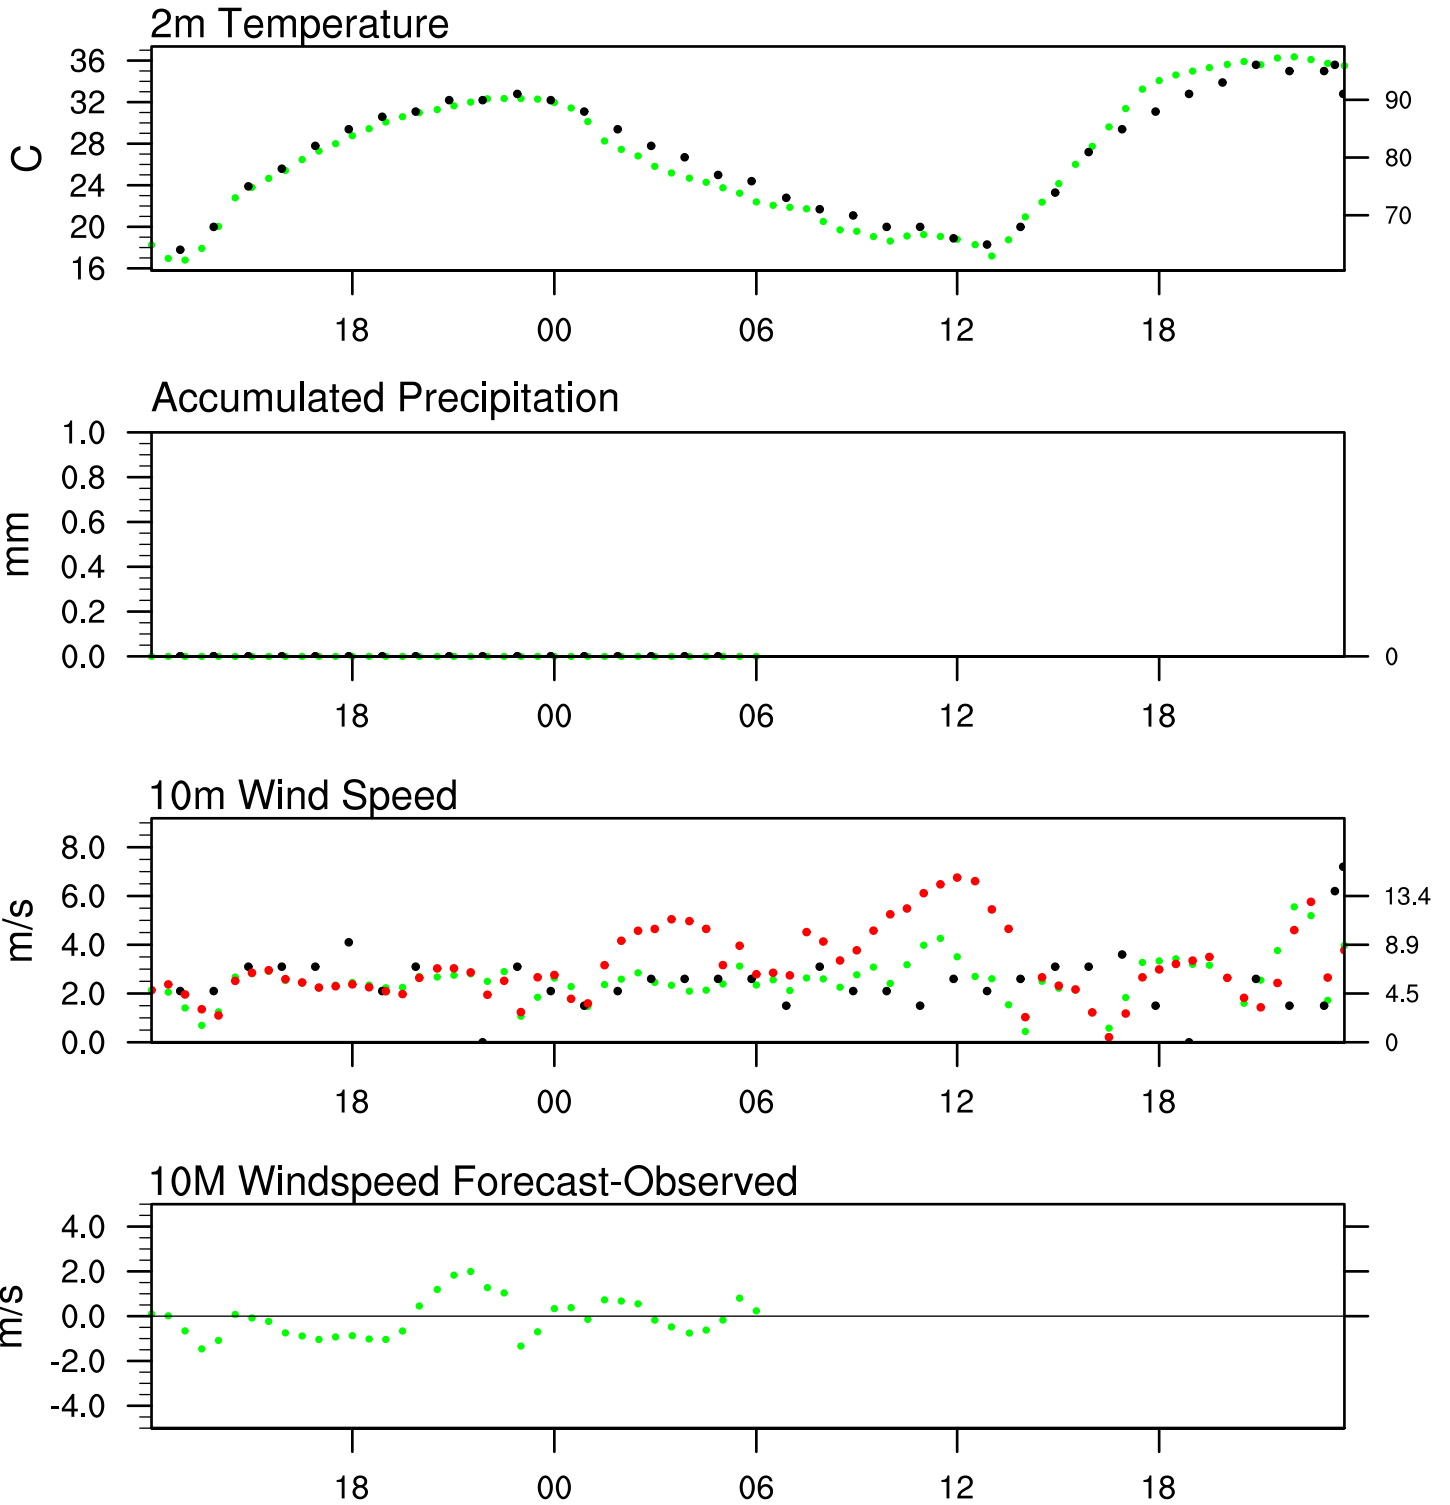 2m Temperature
36
32
28
24
20
16
C
90
80
70
18 00 06 12 18
Accumulated Precipitation
1.0
0.8
0.6
0.4
0.2
0.0
mm
0
18 00 06 12 18
10m Wind Speed
8.0
6.0
4.0
2.0
0.0
m/s
13.4
8.9
4.5
0
18 00 06 12 18
10M Windspeed Forecast-Observed
4.0
2.0
0.0
-2.0
-4.0
m/s
18 00 06 12 18